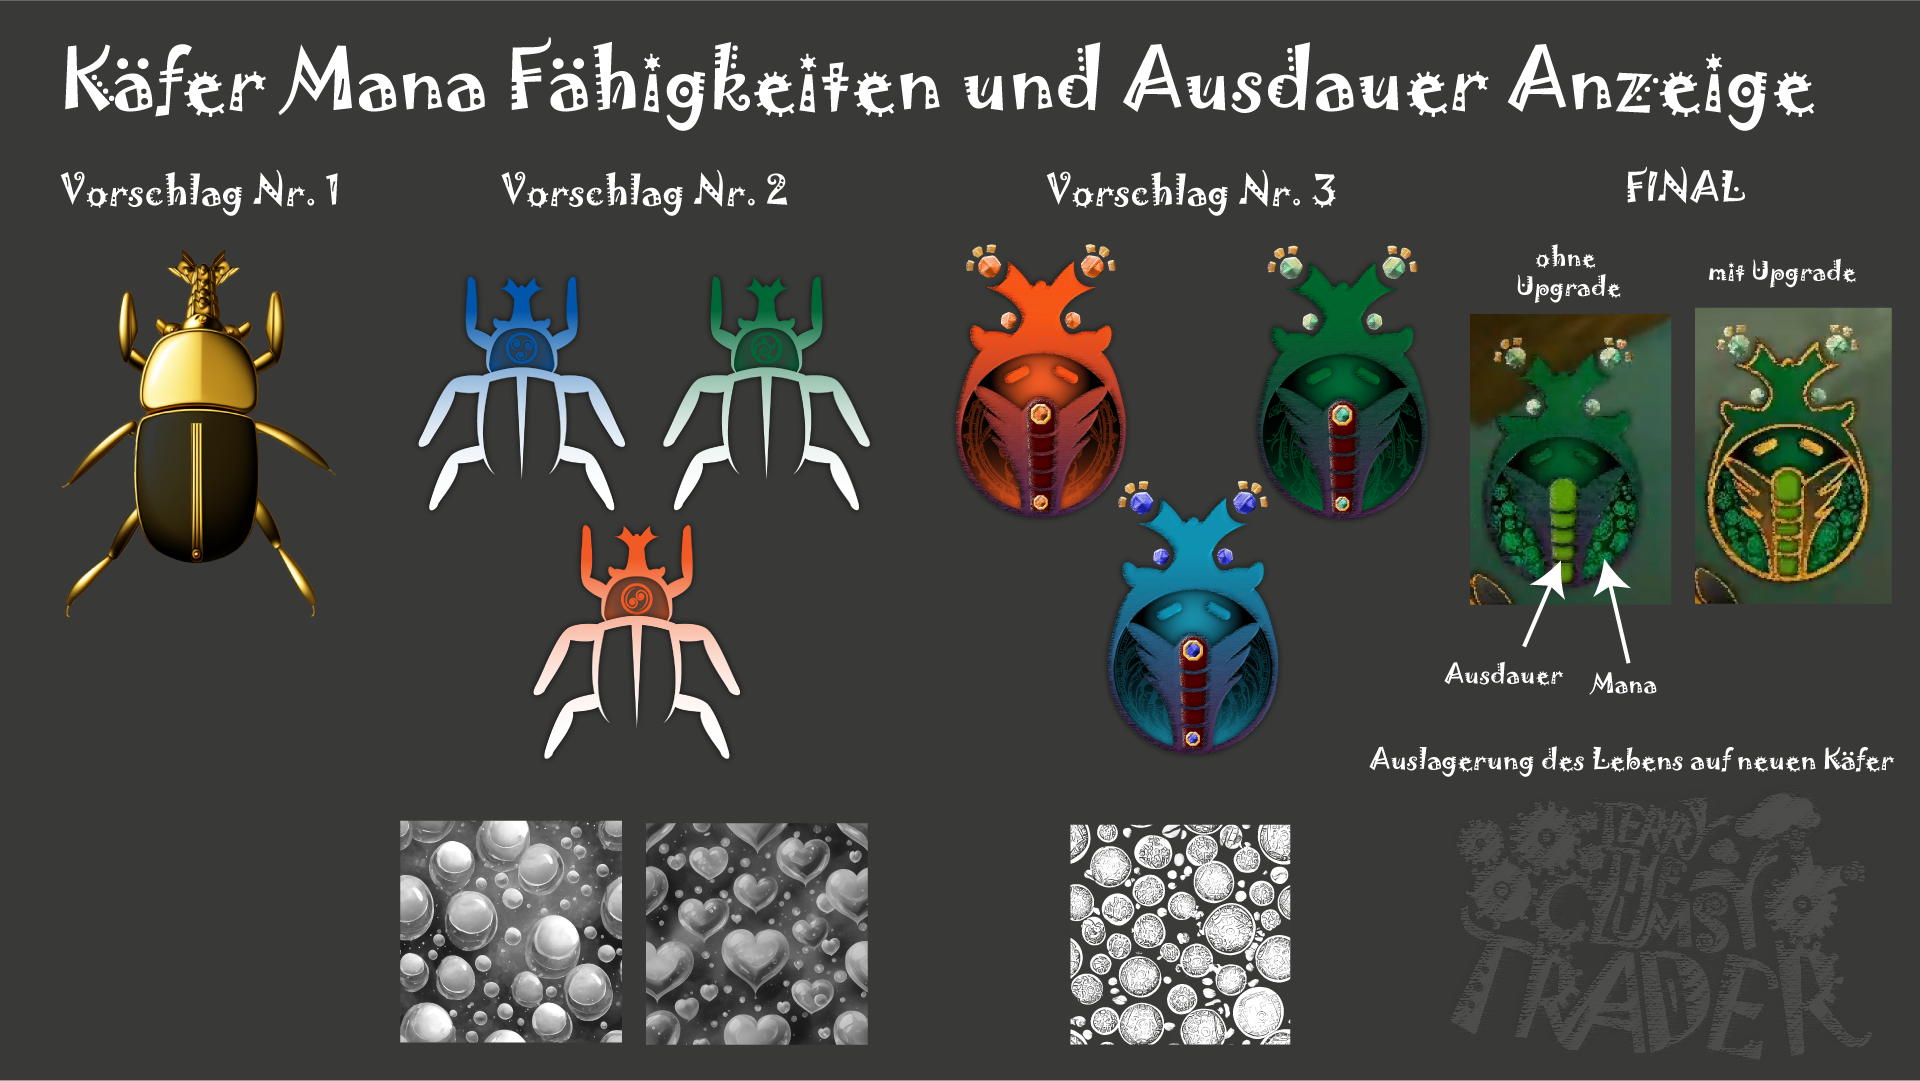 Käfer Mana Fähigkeiten und Ausdauer Anzeige
Vorschlag Nr. 1
Vorschlag Nr. 2
Vorschlag Nr. 3
FINAL
ohne
Upgrade
mit Upgrade
Ausdauer
Mana
Auslagerung des Lebens auf neuen Käfer
TERRY
THE
CLUMSY
TRADER